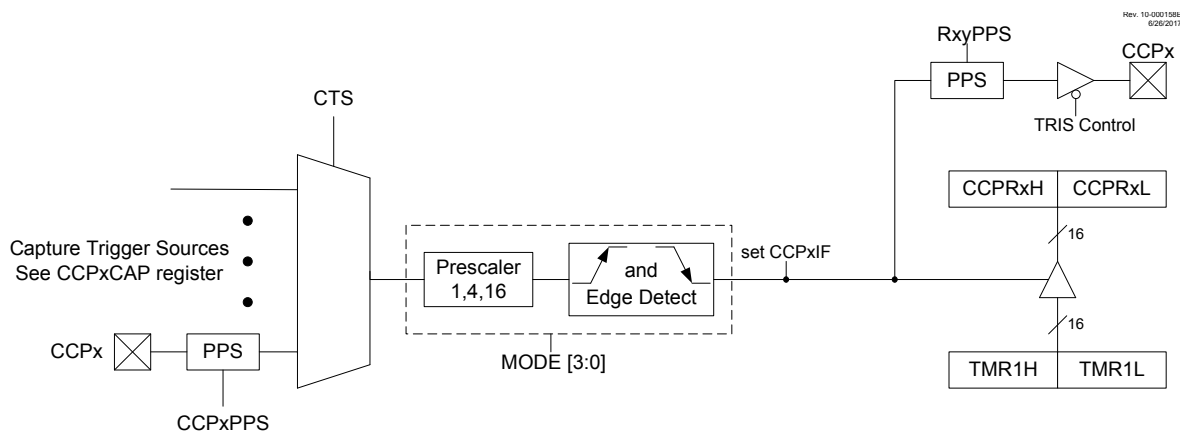 Rev. 10-000158E
6/26/2017
RxyPPS
CCPx
PPS
TRIS Control
CTS
CCPRxH CCPRxL
16
Capture Trigger Sources
See CCPxCAP register
Prescaler
1,4,16
and
Edge Detect
set CCPxIF
16
CCPx
PPS
MODE [3:0]
TMR1H TMR1L
CCPxPPS